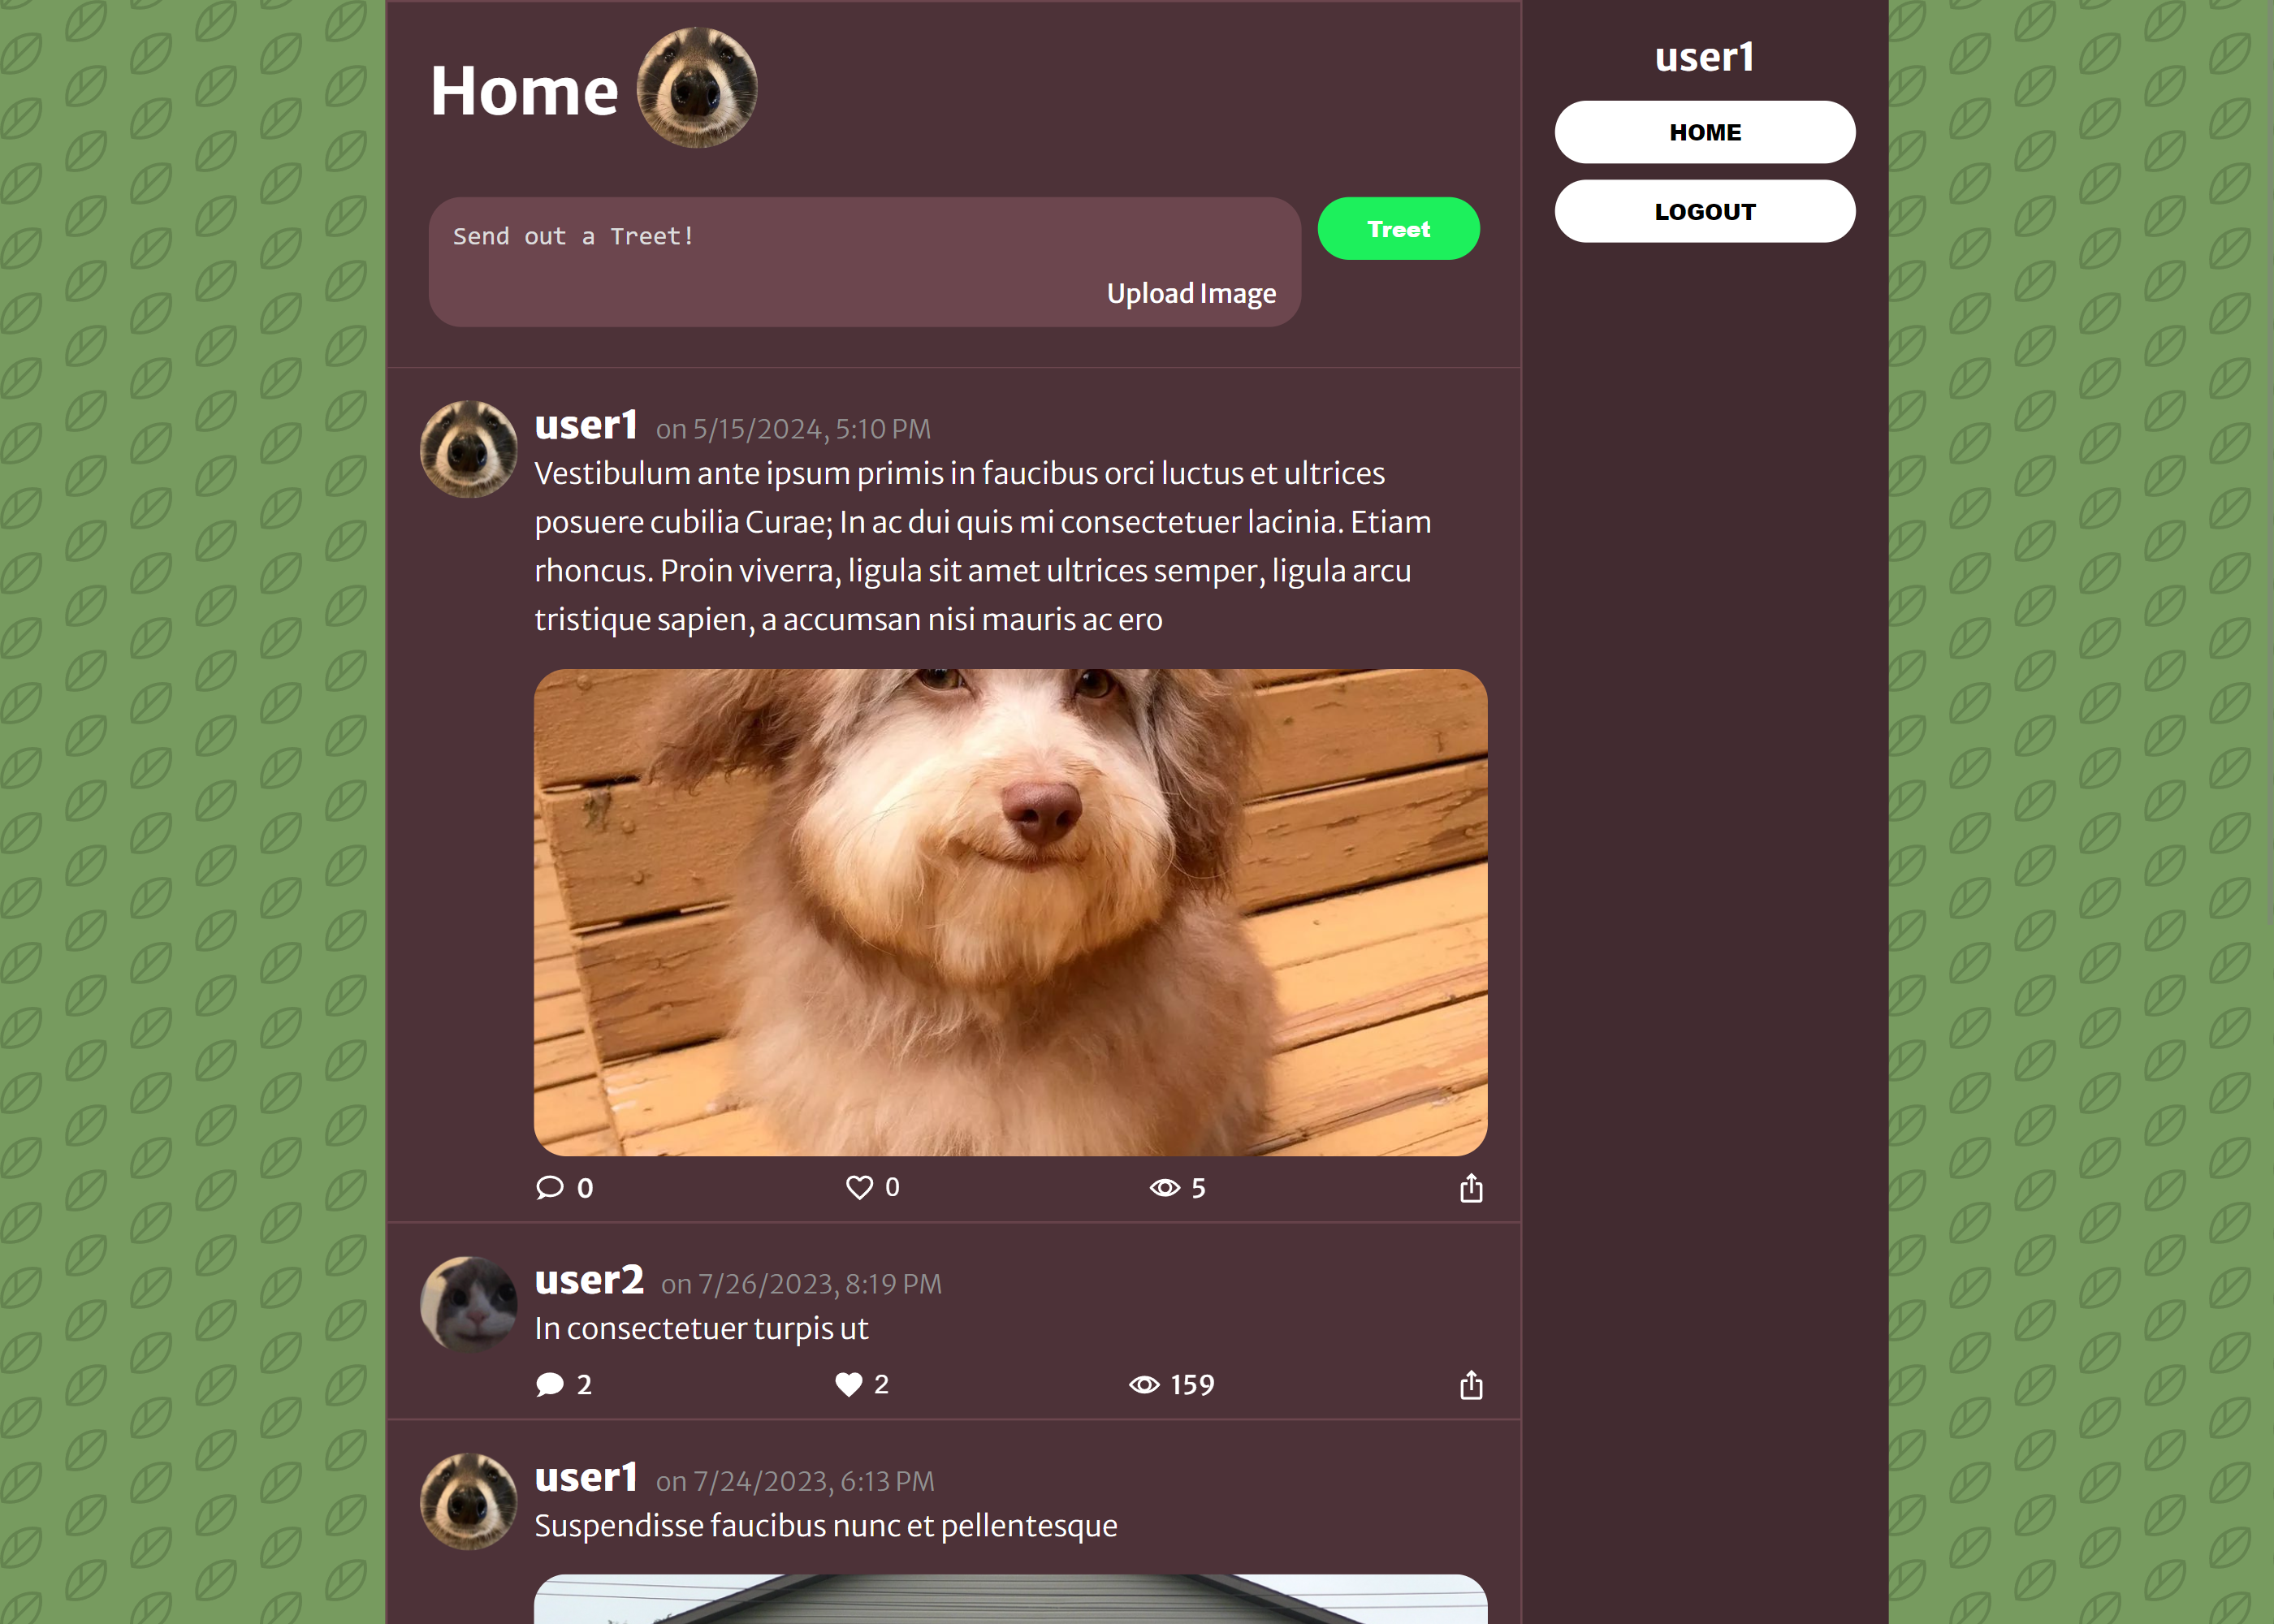 Home
Send out a Treet!
Upload Image
Treet
user1
HOME
LOGOUT
user1 on 5/15/2024, 5:10 PM
Vestibulum ante ipsum primis in faucibus orci luctus et ultrices
posuere cubilia Curae; In ac dui quis mi consectetuer lacinia. Etiam
rhoncus. Proin viverra, ligula sit amet ultrices semper, ligula arcu
tristique sapien, a accumsan nisi mauris ac ero
0 0 5
user2 on 7/26/2023, 8:19 PM
In consectetuer turpis ut
2 2 159
user1 on 7/24/2023, 6:13 PM
Suspendisse faucibus nunc et pellentesque